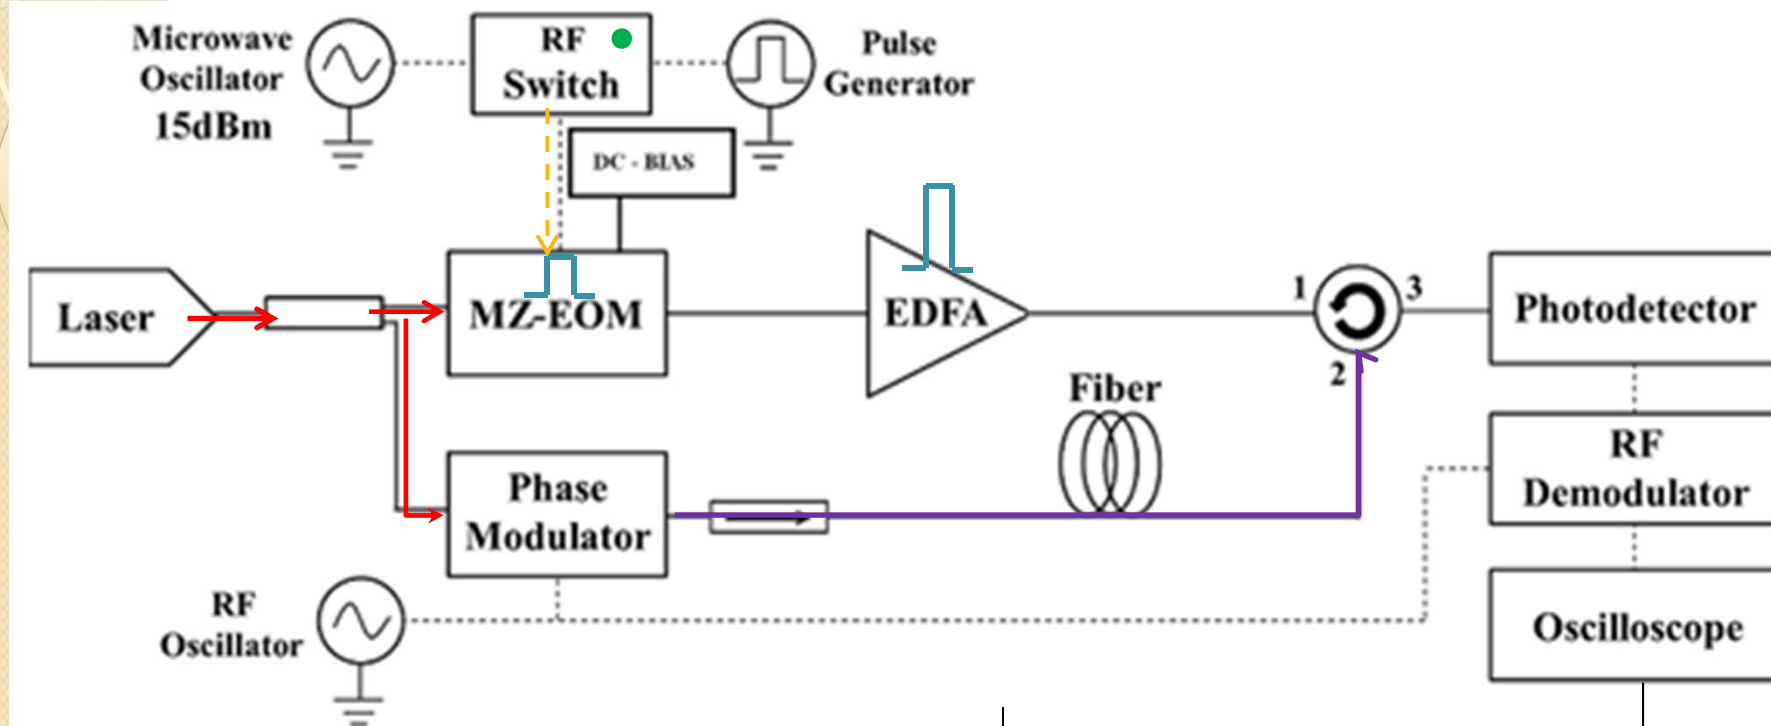 Microwave
Oscillator
15dBm
RF
Switch
Pulse
Generator
DC - BIAS
Laser
MZ-EOM
EDFA
1
3
2
Photodetector
Fiber
RF
Demodulator
Phase
Modulator
RF
Oscillator
Oscilloscope